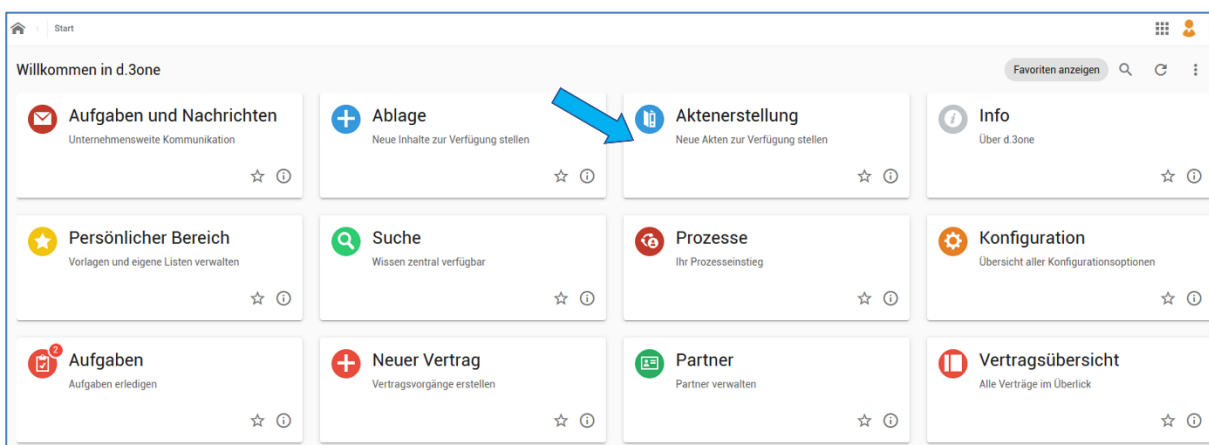 Start
Willkommen in d.3one
Favoriten anzeigen
Aufgaben und Nachrichten
Unternehmensweite Kommunikation
Ablage
Neue Inhalte zur Verfügung stellen
Aktenerstellung
Neue Akten zur Verfügung stellen
Info
Über d.3one
Persönlicher Bereich
Vorlagen und eigene Listen verwalten
Suche
Wissen zentral verfügbar
Prozesse
Ihr Prozesseinstieg
Konfiguration
Übersicht aller Konfigurationsoptionen
2
Aufgaben
Aufgaben erledigen
Neuer Vertrag
Vertragsvorgänge erstellen
Partner
Partner verwalten
Vertragsübersicht
Alle Verträge im Überlick